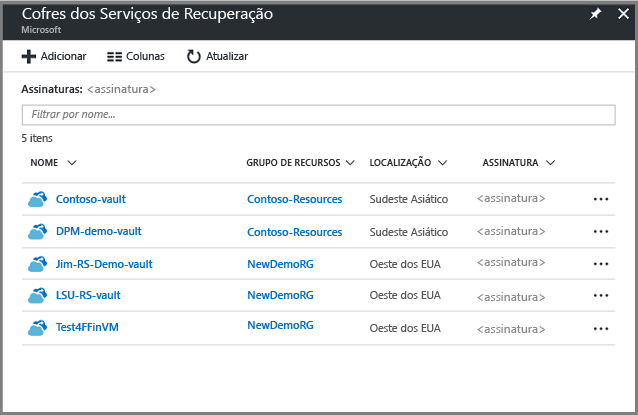 Cofres dos Serviços de Recuperação
Microsoft
Adicionar Colunas Atualizar
Assinaturas: <assinatura>
Filtrar por nome...
5 itens
NOME GRUPO DE RECURSOS LOCALIZAÇÃO ASSINATURA
Contoso-vault Contoso-Resources Sudeste Asiático <assinatura>
DPM-demo-vault Contoso-Resources Sudeste Asiático <assinatura>
Jim-RS-Demo-vault NewDemoRG Oeste dos EUA <assinatura>
LSU-RS-vault NewDemoRG Oeste dos EUA <assinatura>
Test4FFinVM NewDemoRG Oeste dos EUA <assinatura>